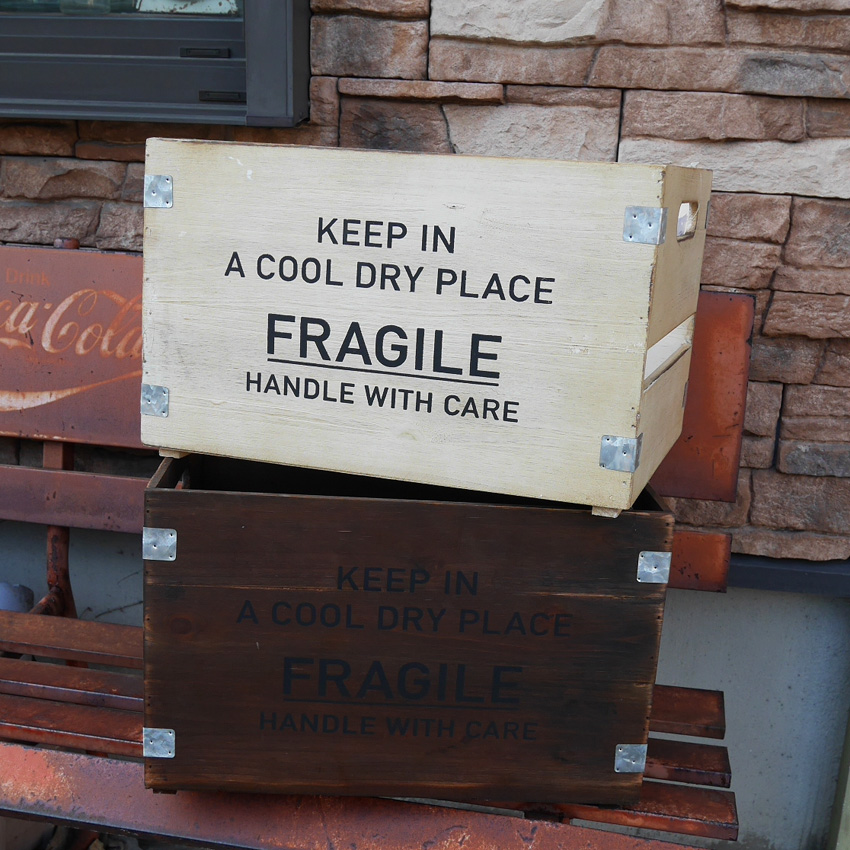 Drink
Coca-Cola
KEEP IN
A COOL DRY PLACE
FRAGILE
HANDLE WITH CARE
KEEP IN
A COOL DRY PLACE
FRAGILE
HANDLE WITH CARE